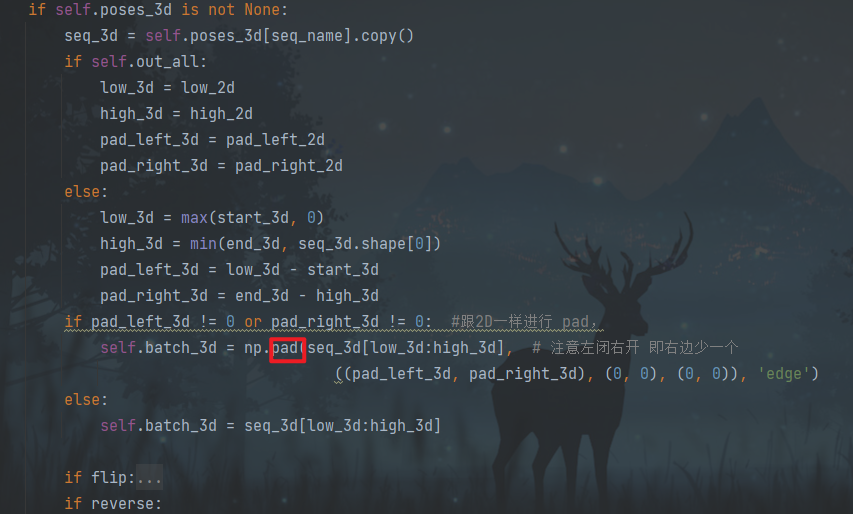 if self.poses_3d is not None:
seq_3d = self.poses_3d[seq_name].copy()
if self.out_all:
low_3d = low_2d
high_3d = high_2d
pad_left_3d = pad_left_2d
pad_right_3d = pad_right_2d
else:
low_3d = max(start_3d, 0)
high_3d = min(end_3d, seq_3d.shape[0])
pad_left_3d = low_3d - start_3d
pad_right_3d = end_3d - high_3d
if pad_left_3d != 0 or pad_right_3d != 0:  #跟2D一样进行 pad，
self.batch_3d = np.pad(seq_3d[low_3d:high_3d],  # 注意左闭右开 即右边少一个
((pad_left_3d, pad_right_3d), (0, 0), (0, 0)), 'edge')
else:
self.batch_3d = seq_3d[low_3d:high_3d]
if flip:...
if reverse: